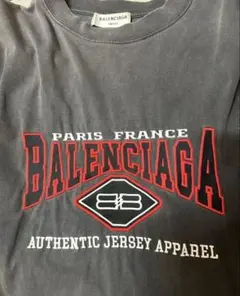 BALENCIAGA
PARIS FRANCE
BALENCIAGA
BB
AUTHENTIC JERSEY APPAREL